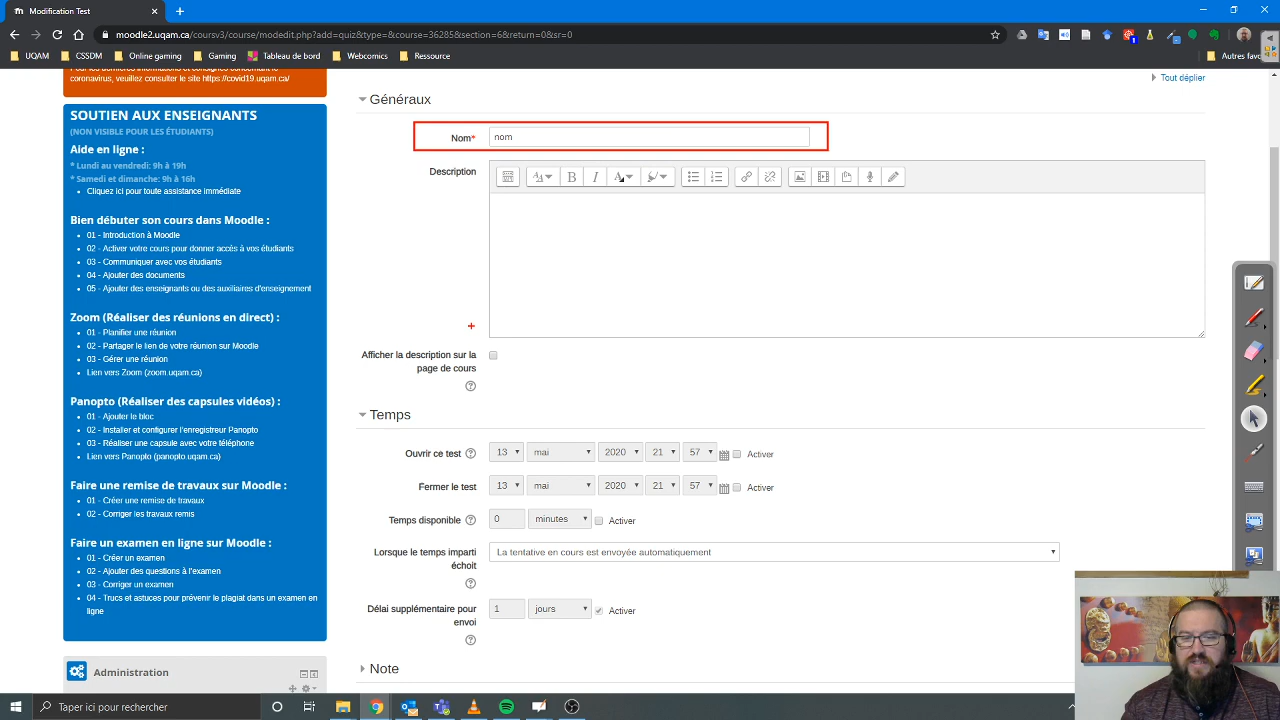 Modification Test
moodle2.uqam.ca/coursv3/course/modedit.php?add=quiz&type=&course=36285&section=6&return=0&sr=0
UQAM CSSDM Online gaming Gaming Tableau de bord Webcomics Ressource Autres favo
coronavirus, veuillez consulter le site https://covid19.uqam.ca/
Tout déplier
SOUTIEN AUX ENSEIGNANTS
(NON VISIBLE POUR LES ÉTUDIANTS)
Aide en ligne :
* Lundi au vendredi: 9h à 19h
* Samedi et dimanche: 9h à 16h
Cliquez ici pour toute assistance immédiate
Bien débuter son cours dans Moodle :
01 - Introduction à Moodle
02 - Activer votre cours pour donner accès à vos étudiants
03 - Communiquer avec vos étudiants
04 - Ajouter des documents
05 - Ajouter des enseignants ou des auxiliaires d'enseignement
Zoom (Réaliser des réunions en direct) :
01 - Planifier une réunion
02 - Partager le lien de votre réunion sur Moodle
03 - Gérer une réunion
Lien vers Zoom (zoom.uqam.ca)
Panopto (Réaliser des capsules vidéos) :
01 - Ajouter le bloc
02 - Installer et configurer l'enregistreur Panopto
03 - Réaliser une capsule avec votre téléphone
Lien vers Panopto (panopto.uqam.ca)
Faire une remise de travaux sur Moodle :
01 - Créer une remise de travaux
02 - Corriger les travaux remis
Faire un examen en ligne sur Moodle :
01 - Créer un examen
02 - Ajouter des questions à l'examen
03 - Corriger un examen
04 - Trucs et astuces pour prévenir le plagiat dans un examen en
ligne
Administration
Généraux
Nom* nom
Description
Afficher la description sur la
page de cours
Temps
Ouvrir ce test 13 mai 2020 21 57 Activer
Fermer le test 13 mai 2020 21 57 Activer
Temps disponible 0 minutes Activer
Lorsque le temps imparti
échoit
La tentative en cours est envoyée automatiquement
Délai supplémentaire pour
envoi
1 jours Activer
Note
Taper ici pour rechercher